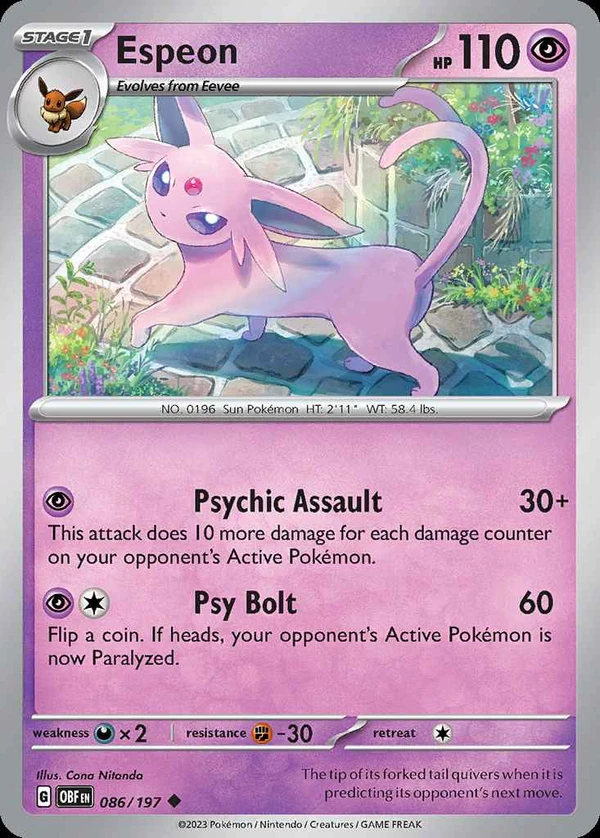 STAGE1
Espeon
HP 110
Evolves from Eevee
NO. 0196 Sun Pokémon HT: 2'11" WT: 58.4 lbs.
Psychic Assault 30+
This attack does 10 more damage for each damage counter
on your opponent's Active Pokémon.
Psy Bolt 60
Flip a coin. If heads, your opponent's Active Pokémon is
now Paralyzed.
weakness ×2 resistance -30 retreat
Illus. Cona Nitanda
G OBF EN 086/197
The tip of its forked tail quivers when it is
predicting its opponent's next move.
©2023 Pokémon / Nintendo / Creatures / GAME FREAK